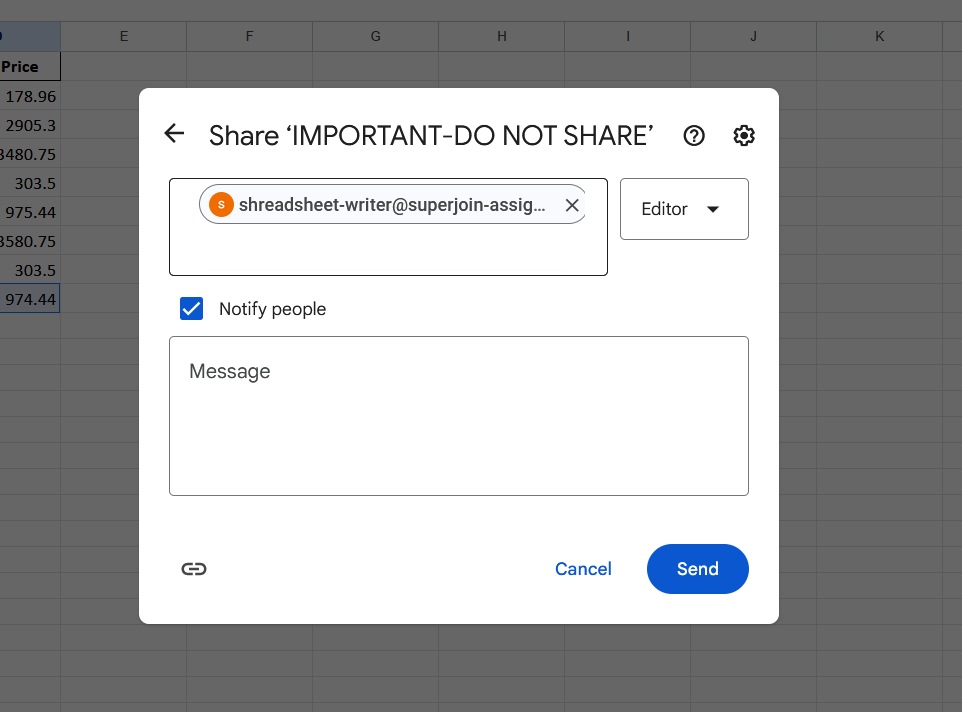 E F G H I J K
Price
178.96
2905.3
3480.75
303.5
975.44
3580.75
303.5
974.44
Share ‘IMPORTANT-DO NOT SHARE’
S shreadsheet-writer@superjoin-assig...
Editor
Notify people
Message
Cancel Send